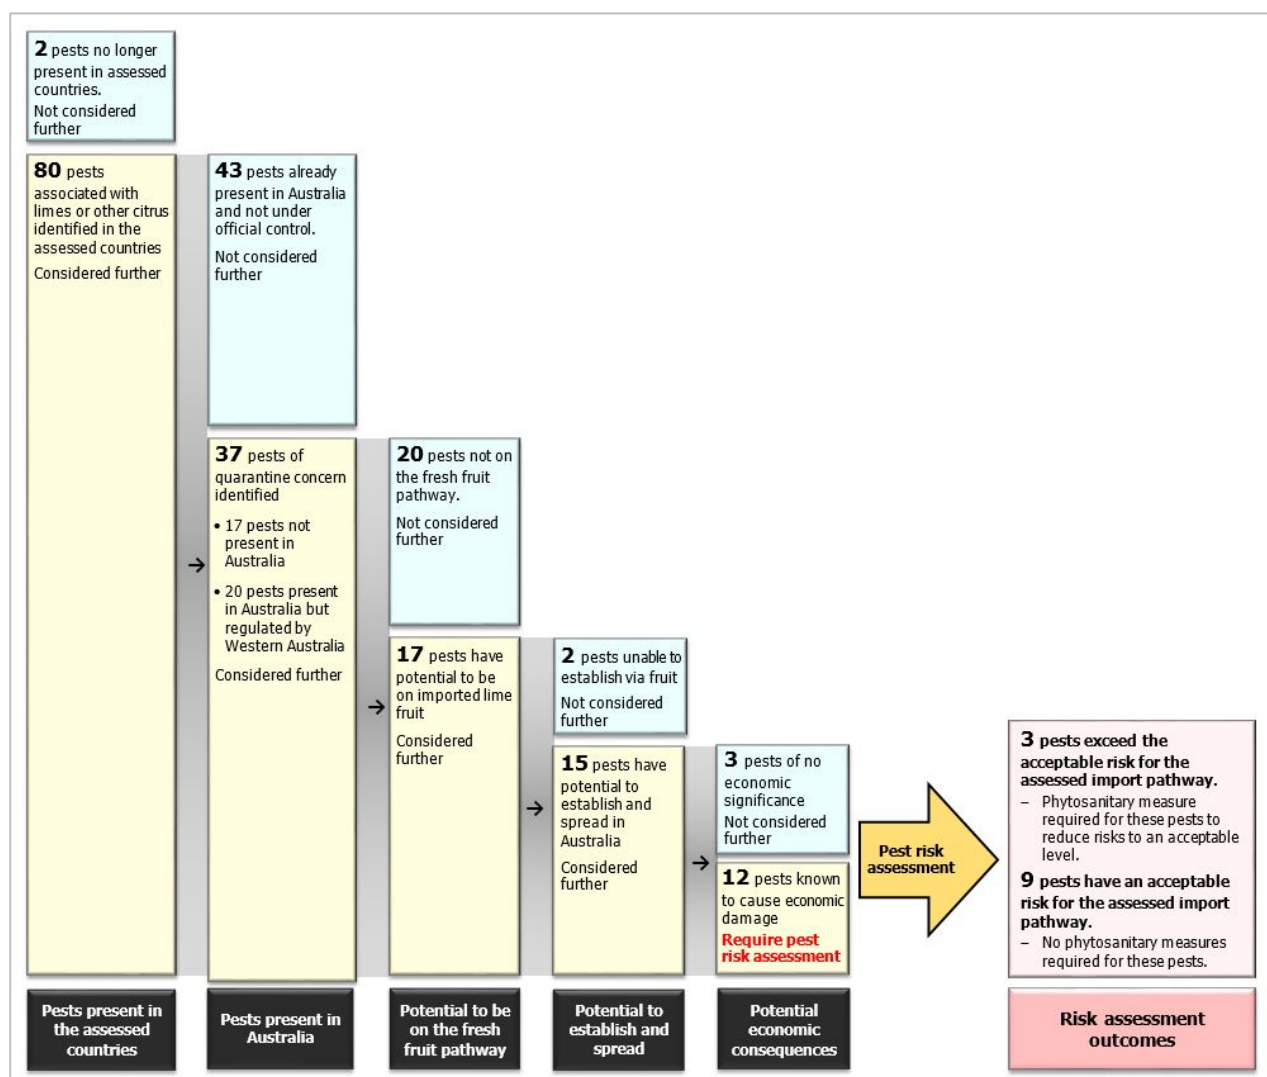 2 pests no longer
present in assessed
countries.
Not considered
further
80 pests
associated with
limes or other citrus
identified in the
assessed countries
Considered further
Pests present in
the assessed
countries
→
43 pests already
present in Australia
and not under
official control.
Not considered
further
37 pests of
quarantine concern
identified
• 17 pests not
present in
Australia
• 20 pests present
in Australia but
regulated by
Western Australia
Considered further
Pests present in
Australia
→
20 pests not on
the fresh fruit
pathway.
Not considered
further
17 pests have
potential to be
on imported lime
fruit
Considered
further
Potential to be
on the fresh
fruit pathway
→
2 pests unable to
establish via fruit
Not considered
further
15 pests have
potential to
establish and
spread in
Australia
Considered
further
Potential to
establish and
spread
→
3 pests of no
economic
significance
Not considered
further
12 pests known
to cause economic
damage
Require pest
risk assessment
Potential
economic
consequences
Pest risk
assessment
3 pests exceed the
acceptable risk for the
assessed import pathway.
– Phytosanitary measure
required for these pests to
reduce risks to an acceptable
level.
9 pests have an acceptable
risk for the assessed import
pathway.
– No phytosanitary measures
required for these pests.
Risk assessment
outcomes